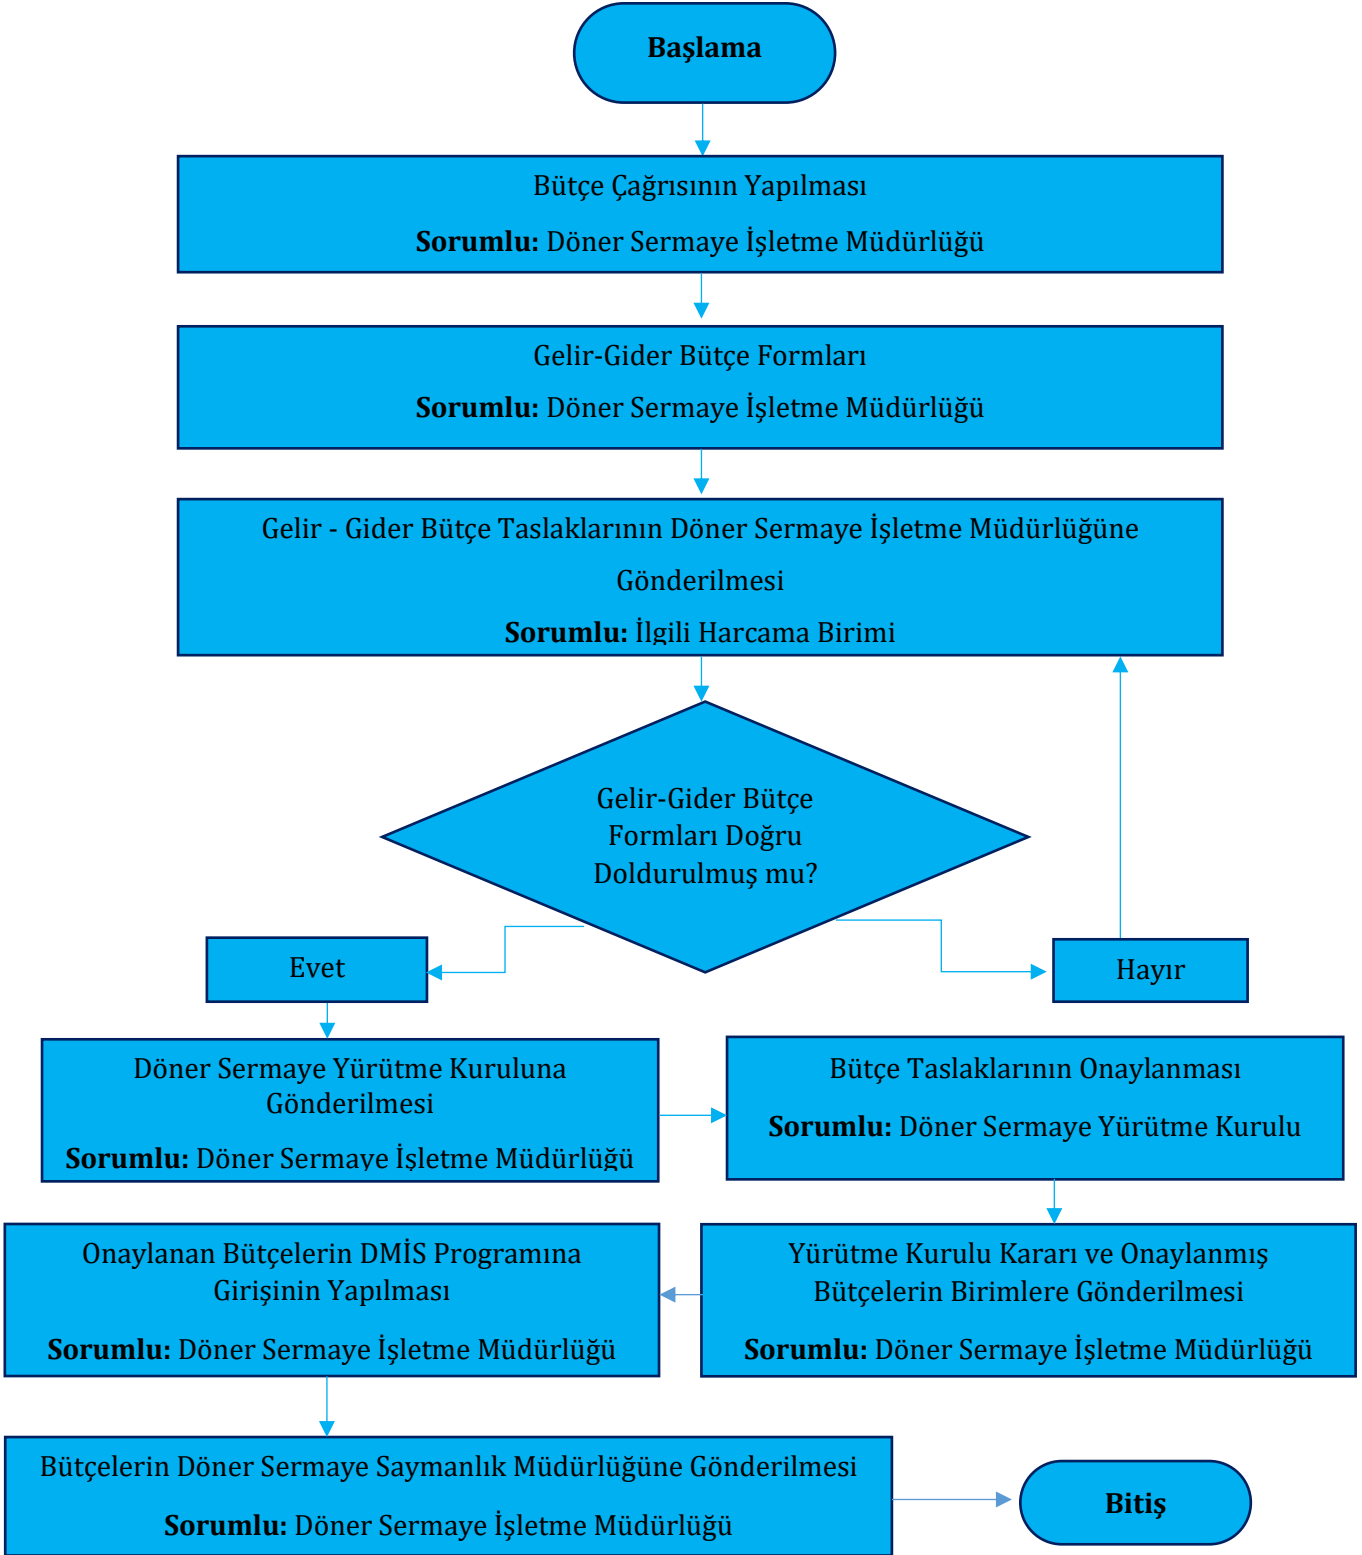 Başlama
Bütçe Çağrısının Yapılması
Sorumlu: Döner Sermaye İşletme Müdürlüğü
Gelir-Gider Bütçe Formları
Sorumlu: Döner Sermaye İşletme Müdürlüğü
Gelir - Gider Bütçe Taslaklarının Döner Sermaye İşletme Müdürlüğüne
Gönderilmesi
Sorumlu: İlgili Harcama Birimi
Gelir-Gider Bütçe
Formları Doğru
Doldurulmuş mu?
Evet
Hayır
Döner Sermaye Yürütme Kuruluna
Gönderilmesi
Sorumlu: Döner Sermaye İşletme Müdürlüğü
Bütçe Taslaklarının Onaylanması
Sorumlu: Döner Sermaye Yürütme Kurulu
Yürütme Kurulu Kararı ve Onaylanmış
Bütçelerin Birimlere Gönderilmesi
Sorumlu: Döner Sermaye İşletme Müdürlüğü
Onaylanan Bütçelerin DMİS Programına
Girişinin Yapılması
Sorumlu: Döner Sermaye İşletme Müdürlüğü
Bütçelerin Döner Sermaye Saymanlık Müdürlüğüne Gönderilmesi
Sorumlu: Döner Sermaye İşletme Müdürlüğü
Bitiş